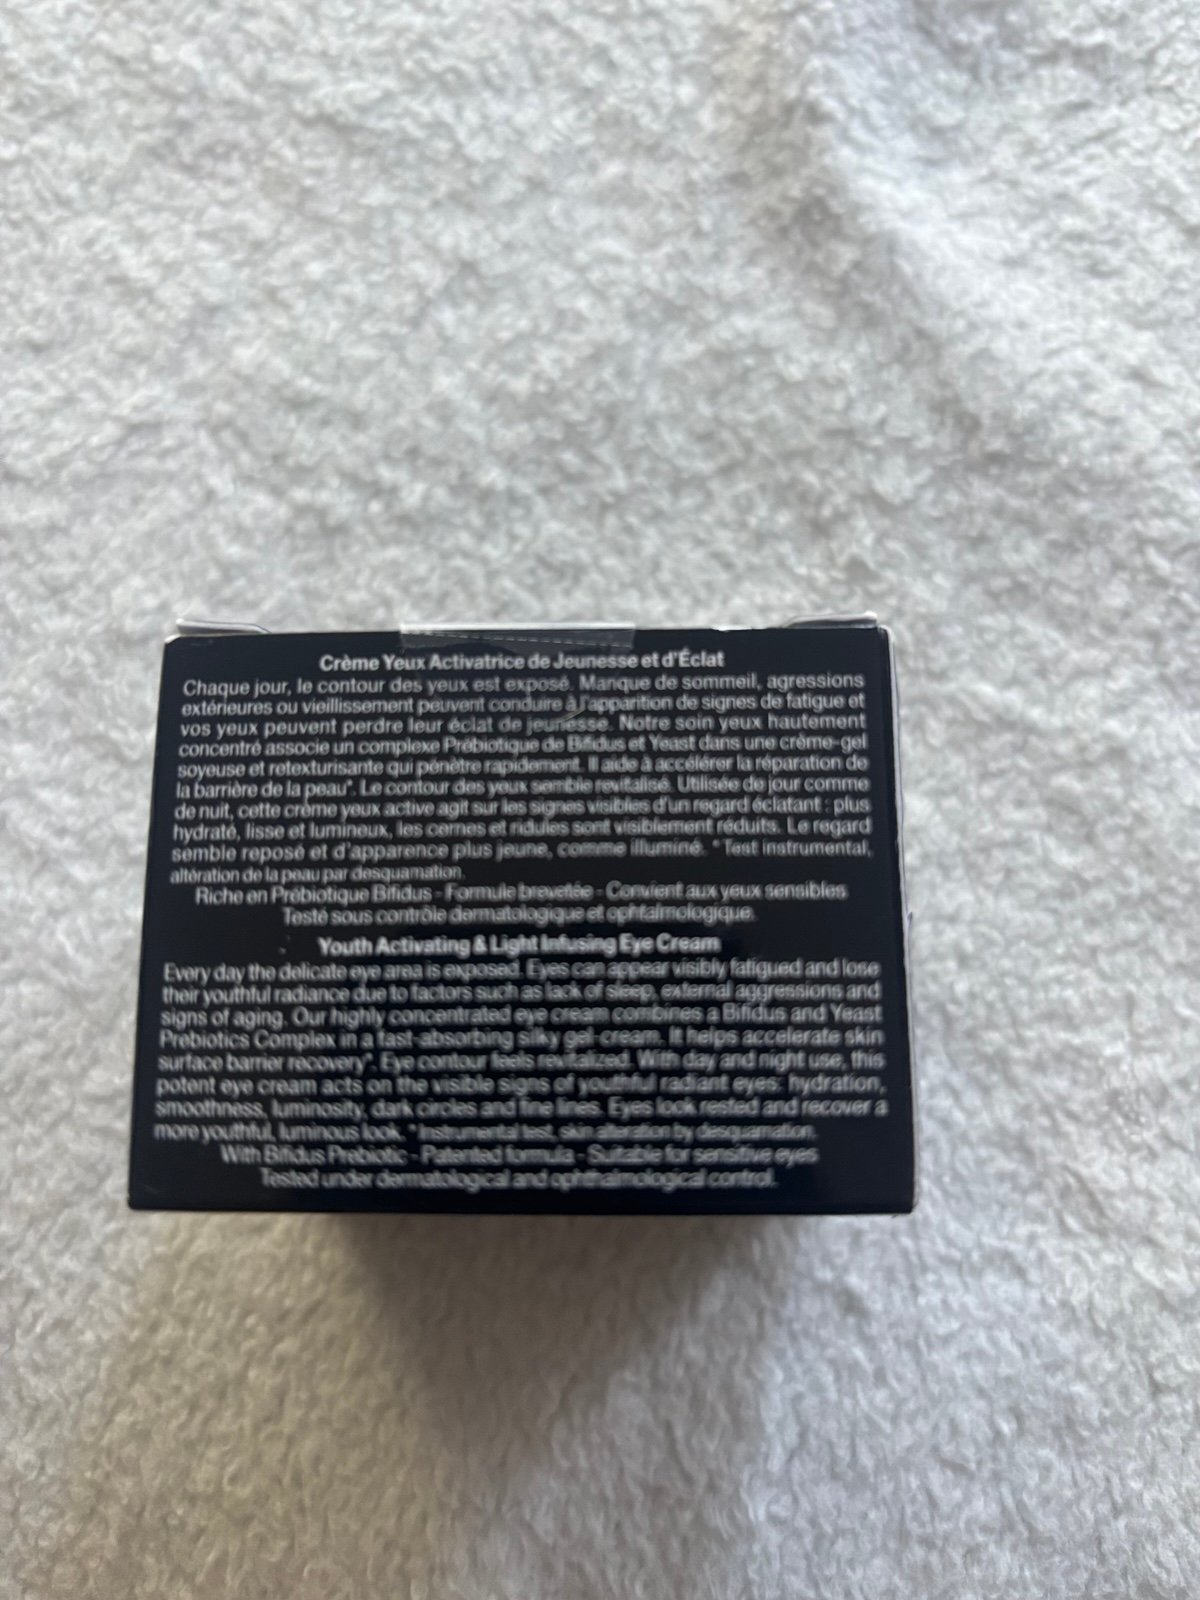 Crème Yeux Activatrice de Jeunesse et d'Éclat
Chaque jour, le contour des yeux est exposé. Manque de sommeil, agressions
extérieures ou vieillissement peuvent conduire à l'apparition de signes de fatigue et
vos yeux peuvent perdre leur éclat de jeunesse. Notre soin yeux hautement
concentré associe un complexe Prébiotique de Bifidus et Yeast dans une crème-gel
soyeuse et retexturisante qui pénètre rapidement. Il aide à accélérer la réparation de
la barrière de la peau*. Le contour des yeux semble revitalisé. Utilisée de jour comme
de nuit, cette crème yeux active agit sur les signes visibles d'un regard éclatant : plus
hydraté, lisse et lumineux, les cernes et ridules sont visiblement réduits. Le regard
semble reposé et d'apparence plus jeune, comme illuminé. * Test instrumental,
altération de la peau par desquamation.
Riche en Prébiotique Bifidus - Formule brevetée - Convient aux yeux sensibles
Testé sous contrôle dermatologique et ophtalmologique.
Youth Activating & Light Infusing Eye Cream
Every day the delicate eye area is exposed. Eyes can appear visibly fatigued and lose
their youthful radiance due to factors such as lack of sleep, external aggressions and
signs of aging. Our highly concentrated eye cream combines a Bifidus and Yeast
Prebiotics Complex in a fast-absorbing silky gel-cream. It helps accelerate skin
surface barrier recovery*. Eye contour feels revitalized. With day and night use, this
potent eye cream acts on the visible signs of youthful radiant eyes: hydration,
smoothness, luminosity, dark circles and fine lines. Eyes look rested and recover a
more youthful, luminous look. * Instrumental test, skin alteration by desquamation.
With Bifidus Prebiotic - Patented formula - Suitable for sensitive eyes
Tested under dermatological and ophthalmological control.